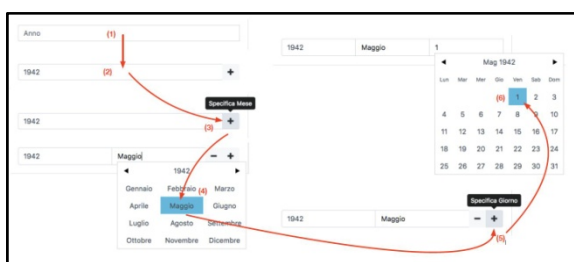 Anno
(1)
1942
(2)
+
Specifica Mese
1942
+
(3)
1942 Maggio - +
1942
Gennaio Febbraio Marzo
(4)
Aprile Maggio Giugno
Luglio Agosto Settembre
Ottobre Novembre Dicembre
1942 Maggio 1
Mag 1942
Lun Mar Mer Gio Ven Sab Dom
(6)
1 2 3
4 5 6 7 8 9 10
11 12 13 14 15 16 17
18 19 20 21 22 23 24
25 26 27 28 29 30 31
Specifica Giorno
1942 Maggio - +
(5)